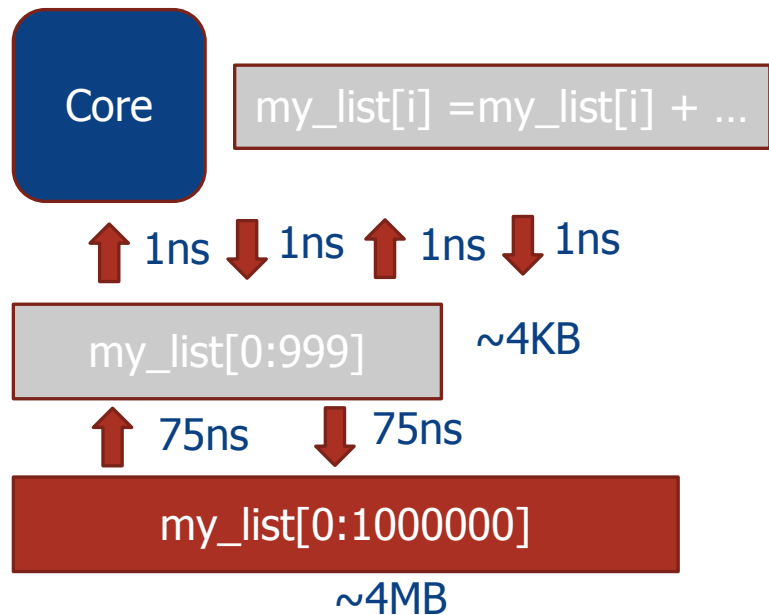 Core
my_list[i] =my_list[i] + ...
1ns
1ns
1ns
1ns
my_list[0:999]
~4KB
75ns
75ns
my_list[0:1000000]
~4MB